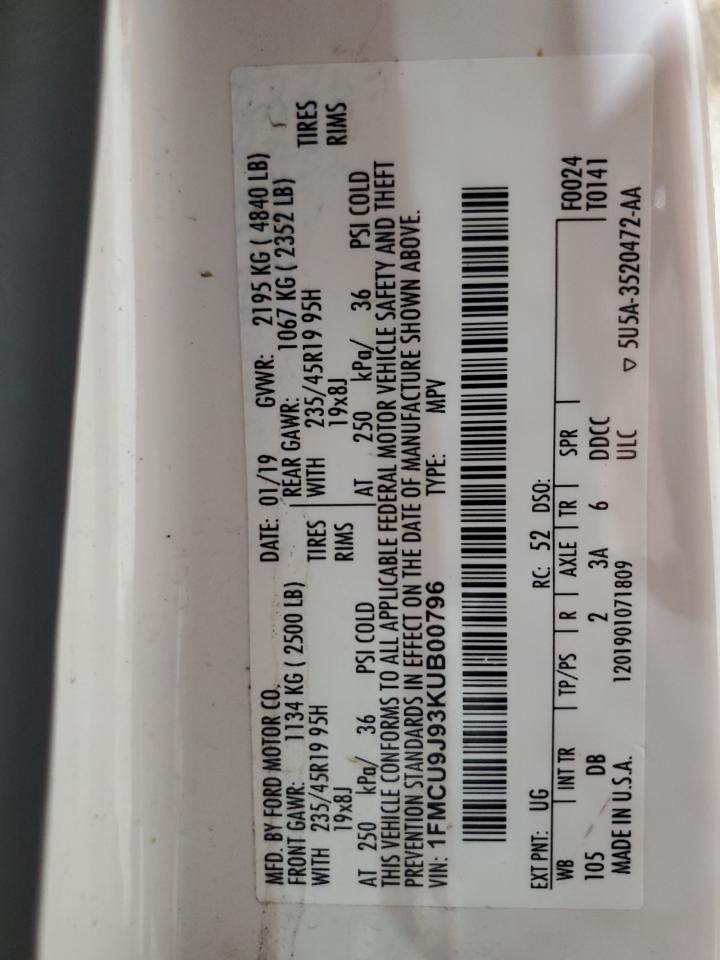 MFD. BY FORD MOTOR CO. DATE: 01/19 GVWR: 2195 KG ( 4840 LB)
FRONT GAWR: 1134 KG ( 2500 LB) REAR GAWR: 1067 KG ( 2352 LB)
WITH 235/45R19 95H TIRES WITH 235/45R19 95H TIRES
19x8J RIMS 19x8J RIMS
AT 250 kPa/ 36 PSI COLD AT 250 kPa/ 36 PSI COLD
THIS VEHICLE CONFORMS TO ALL APPLICABLE FEDERAL MOTOR VEHICLE SAFETY AND THEFT
PREVENTION STANDARDS IN EFFECT ON THE DATE OF MANUFACTURE SHOWN ABOVE.
VIN: 1FMCU9J93KUB00796 TYPE: MPV
EXT PNT: UG RC: 52 DSO:
WB INT TR TP/PS R AXLE TR SPR F0024
105 DB 2 3A 6 DDCC T0141
MADE IN U.S.A. 1201901071809 ULC ▽ 5U5A-3520472-AA